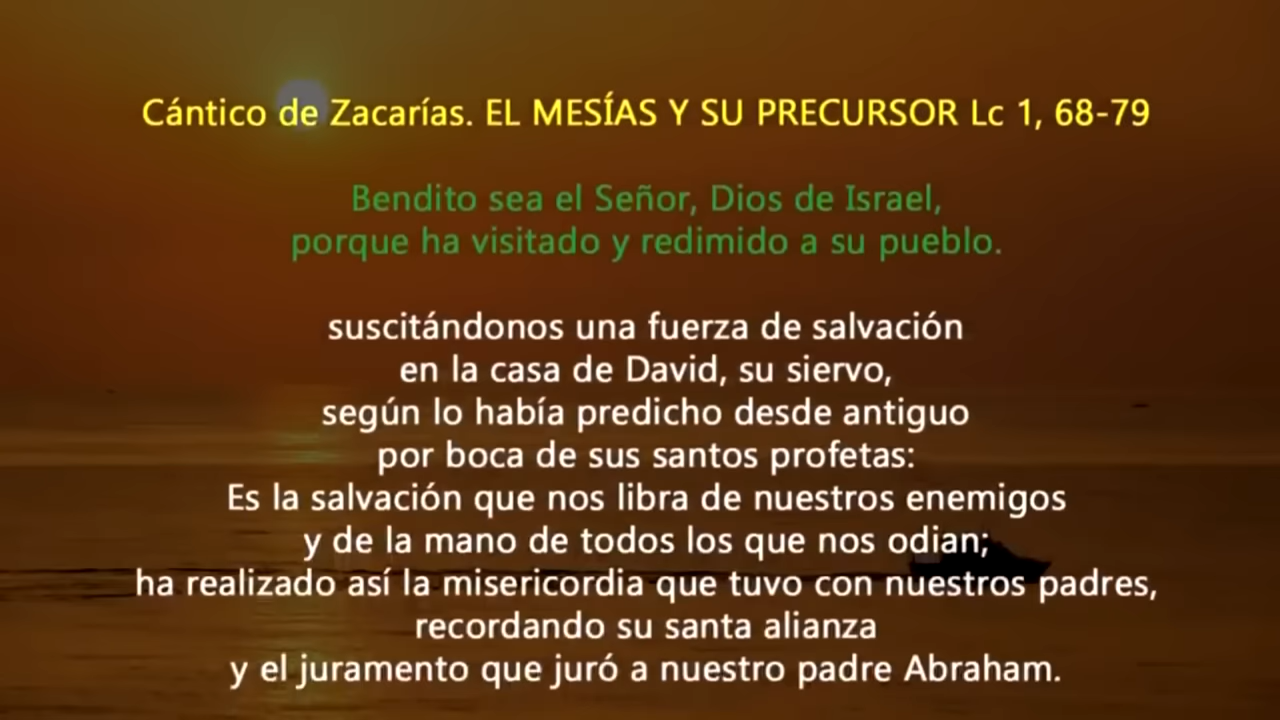 Cántico de Zacarías. EL MESÍAS Y SU PRECURSOR Lc 1, 68-79
Bendito sea el Señor, Dios de Israel,
porque ha visitado y redimido a su pueblo.
suscitándonos una fuerza de salvación
en la casa de David, su siervo,
según lo había predicho desde antiguo
por boca de sus santos profetas:
Es la salvación que nos libra de nuestros enemigos
y de la mano de todos los que nos odian;
ha realizado así la misericordia que tuvo con nuestros padres,
recordando su santa alianza
y el juramento que juró a nuestro padre Abraham.